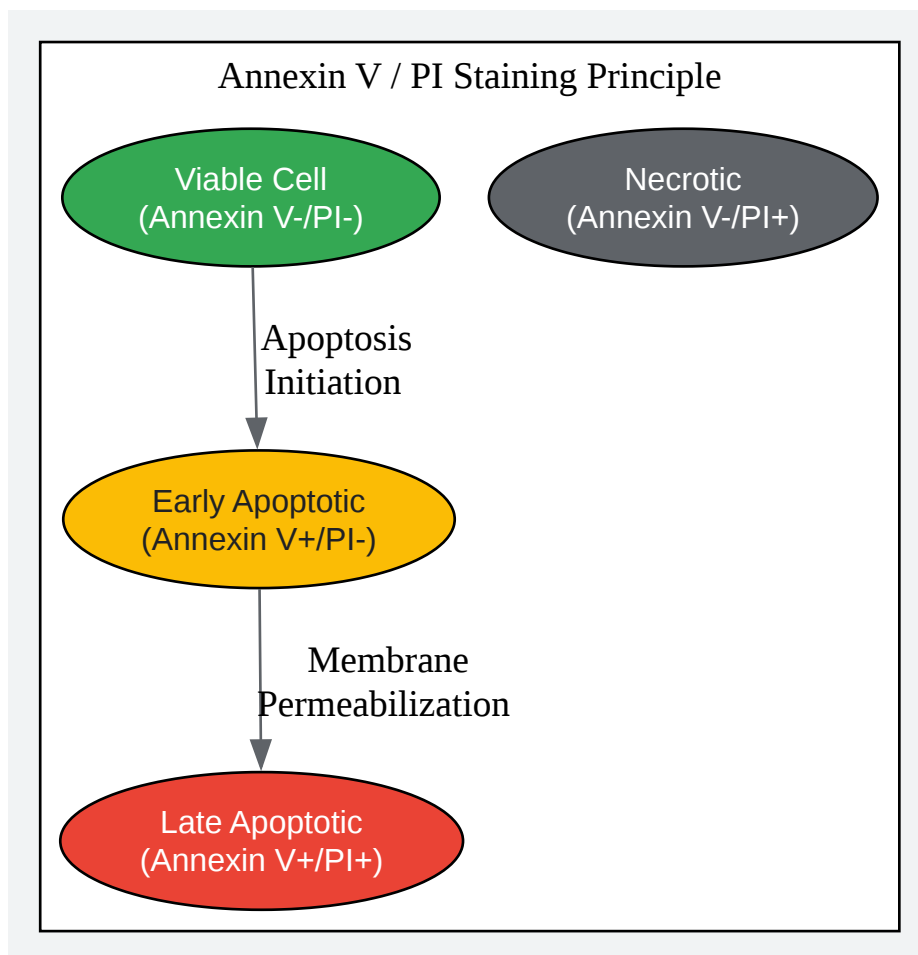 Annexin V / PI Staining Principle
Viable Cell
(Annexin V-/PI-)
Necrotic
(Annexin V-/PI+)
Apoptosis
Initiation
Early Apoptotic
(Annexin V+/PI-)
Membrane
Permeabilization
Late Apoptotic
(Annexin V+/PI+)